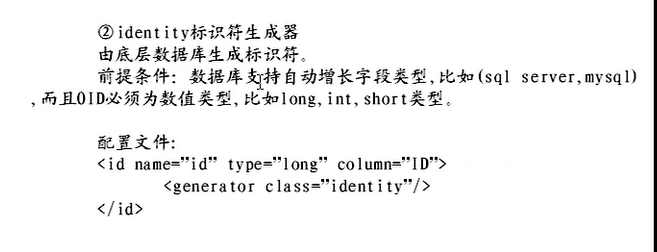 ②identity标识符生成器
由底层数据库生成标识符。
前提条件: 数据库支持自动增长字段类型,比如(sql server,mysql)
,而且OID必须为数值类型,比如long,int,short类型。
配置文件:
<id name="id" type="long" column="ID">
<generator class="identity"/>
</id>